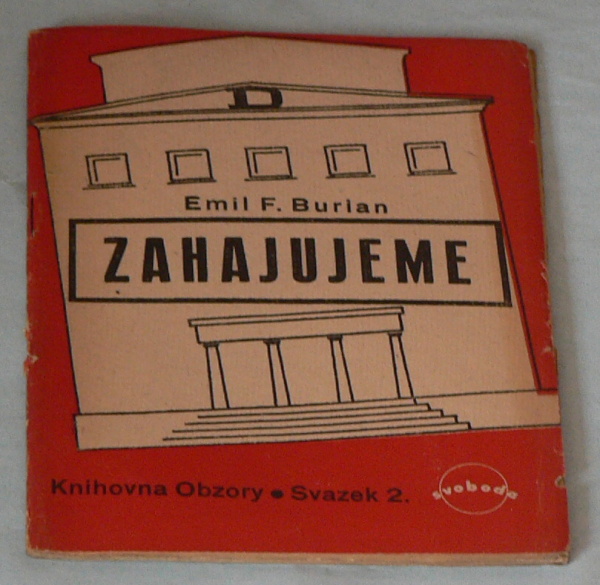 D
Emil F. Burian
ZAHAJUJEME
Knihovna Obzory • Svazek 2.
svoboda